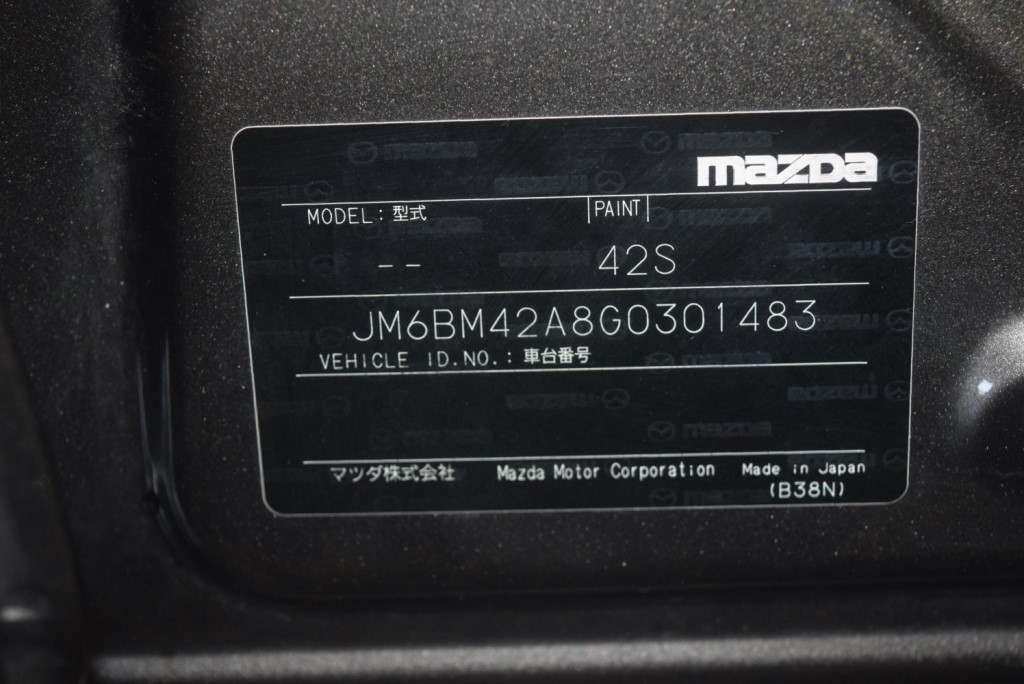 mazda
MODEL: 型式 PAINT
-- 42S
JM6BM42A8G0301483
VEHICLE ID.NO.: 車台番号
マツダ株式会社 Mazda Motor Corporation Made in Japan
(B38N)